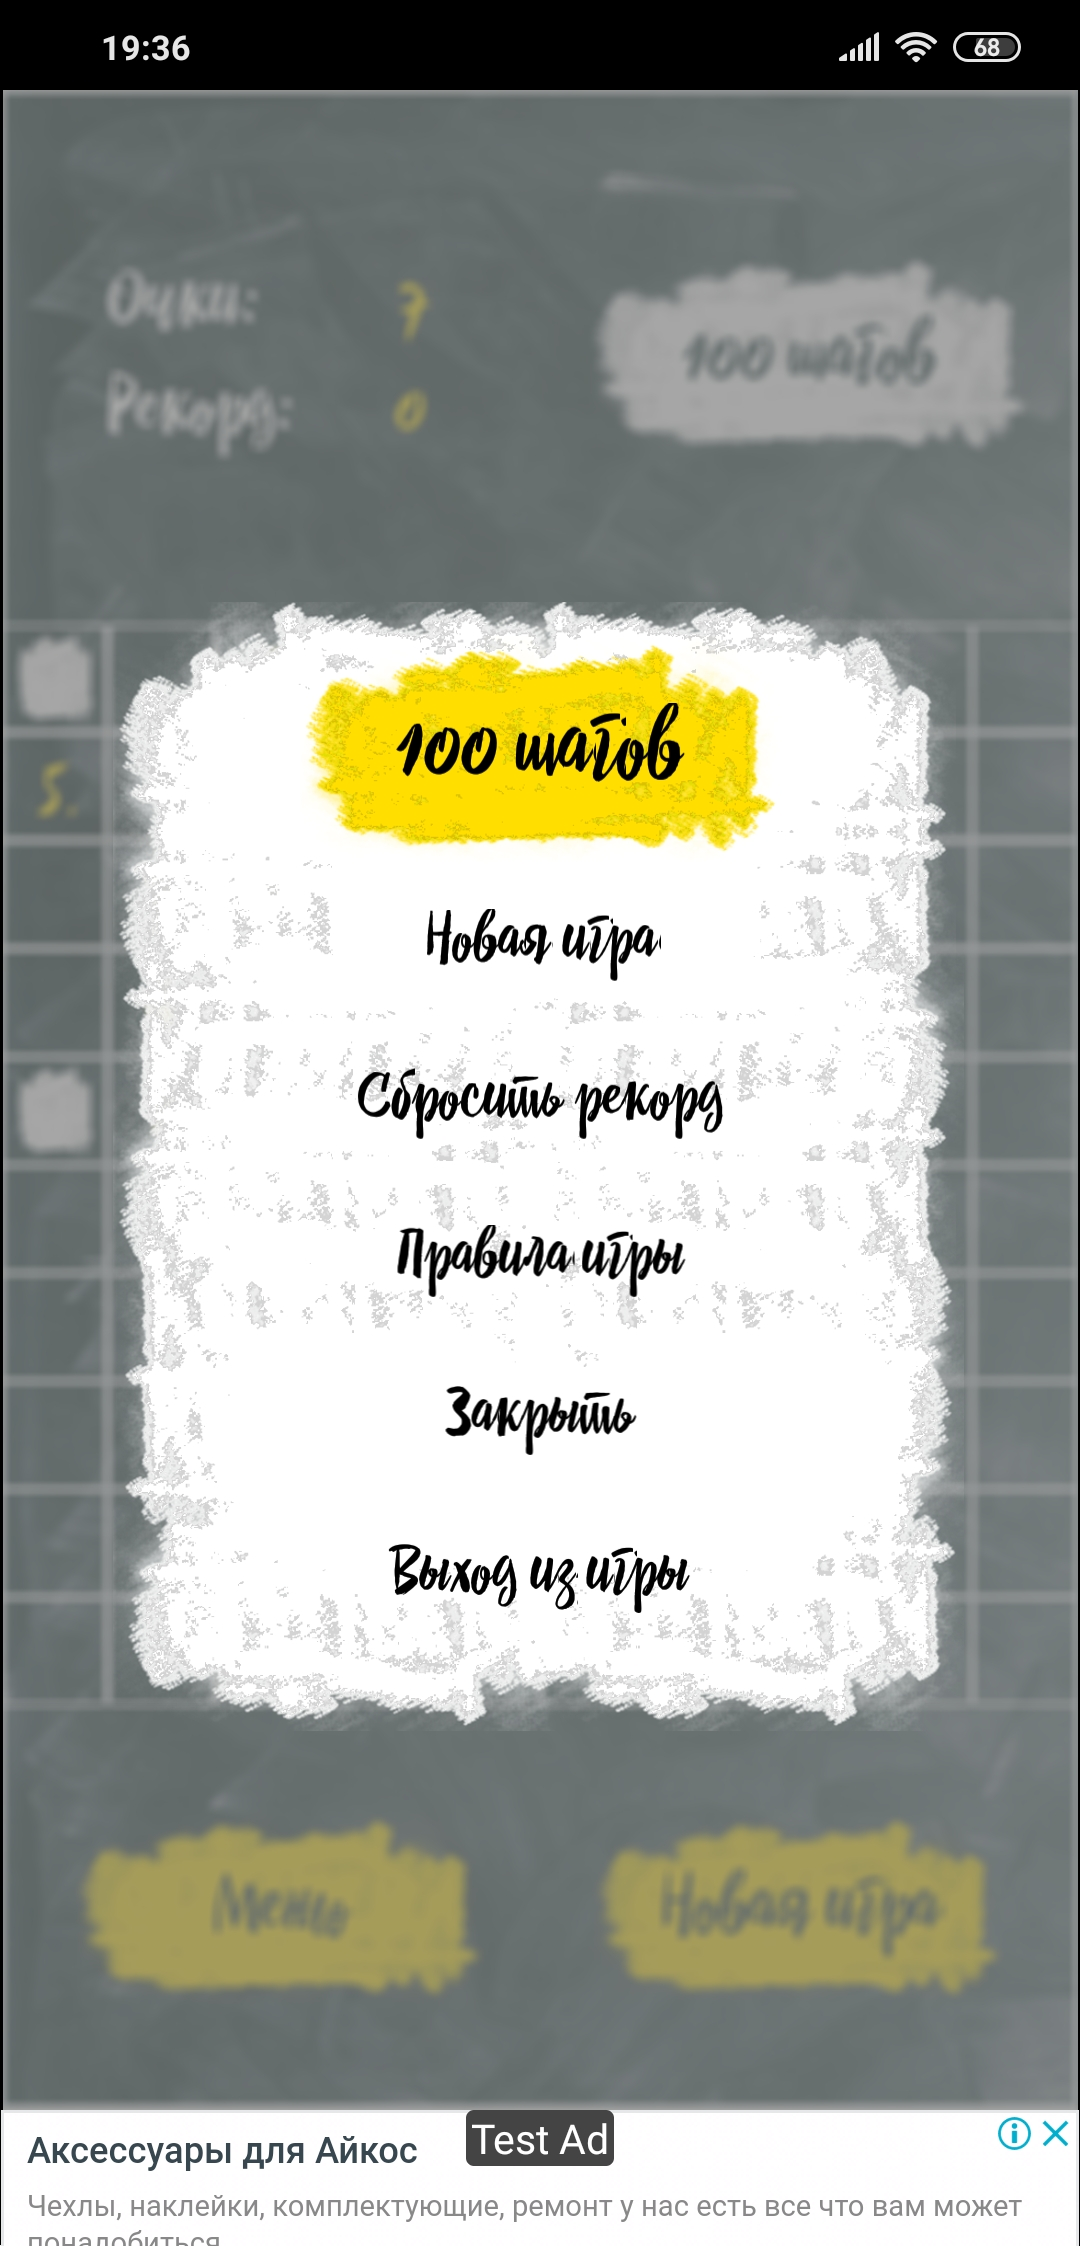 19:36
68
Очки: 7
100 шагов
Рекорд: 0
100 шагов
5.
Новая игра
Сбросить рекорд
Правила игры
Закрыть
Выход из игры
Меню
Новая игра
Test Ad
Аксессуары для Айкос
Чехлы, наклейки, комплектующие, ремонт у нас есть все что вам может
понадобиться